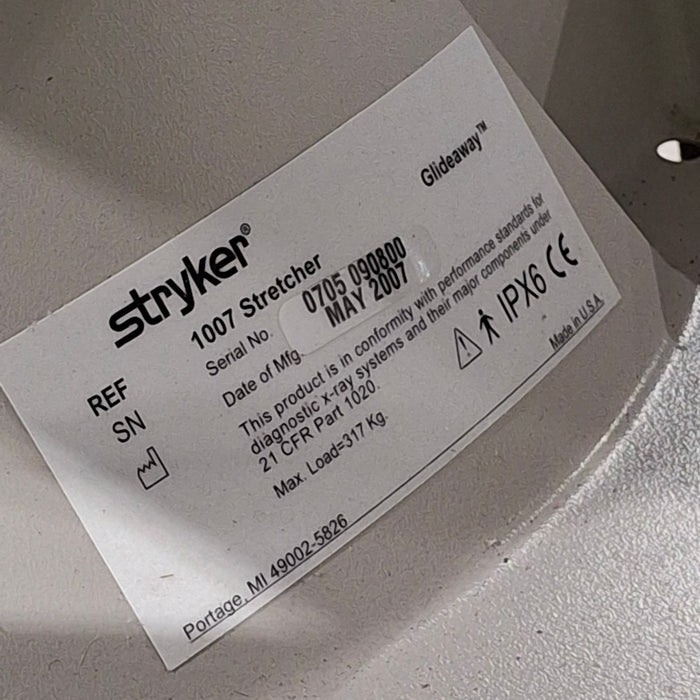 stryker®
Glideaway™
REF 1007 Stretcher
SN Serial No. 0705 090800
Date of Mfg. MAY 2007
This product is in conformity with performance standards for
diagnostic x-ray systems and their major components under
21 CFR Part 1020.
Max. Load=317 Kg.
IPX6 CE
Portage, MI 49002-5826
Made in U.S.A.